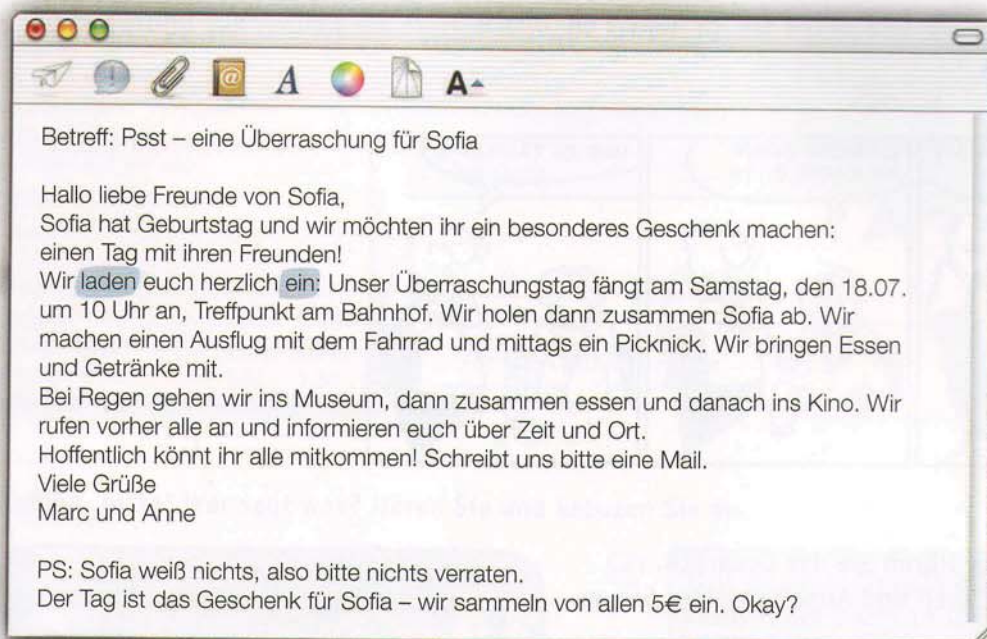 Betreff: Psst – eine Überraschung für Sofia
Hallo liebe Freunde von Sofia,
Sofia hat Geburtstag und wir möchten ihr ein besonderes Geschenk machen:
einen Tag mit ihren Freunden!
Wir laden euch herzlich ein: Unser Überraschungstag fängt am Samstag, den 18.07.
um 10 Uhr an, Treffpunkt am Bahnhof. Wir holen dann zusammen Sofia ab. Wir
machen einen Ausflug mit dem Fahrrad und mittags ein Picknick. Wir bringen Essen
und Getränke mit.
Bei Regen gehen wir ins Museum, dann zusammen essen und danach ins Kino. Wir
rufen vorher alle an und informieren euch über Zeit und Ort.
Hoffentlich könnt ihr alle mitkommen! Schreibt uns bitte eine Mail.
Viele Grüße
Marc und Anne
PS: Sofia weiß nichts, also bitte nichts verraten.
Der Tag ist das Geschenk für Sofia – wir sammeln von allen 5€ ein. Okay?